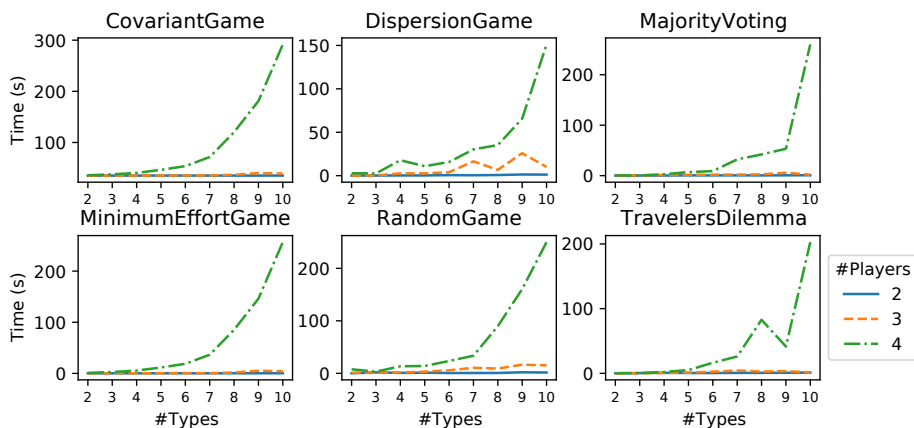 CovariantGame DispersionGame MajorityVoting
Time (s)
300
200
100
2 3 4 5 6 7 8 9 10
150
100
50
0
2 3 4 5 6 7 8 9 10
200
100
0
2 3 4 5 6 7 8 9 10
MinimumEffortGame RandomGame TravelersDilemma
Time (s)
200
100
0
2 3 4 5 6 7 8 9 10
#Types
200
100
0
2 3 4 5 6 7 8 9 10
#Types
200
100
0
2 3 4 5 6 7 8 9 10
#Types
#Players
2
3
4